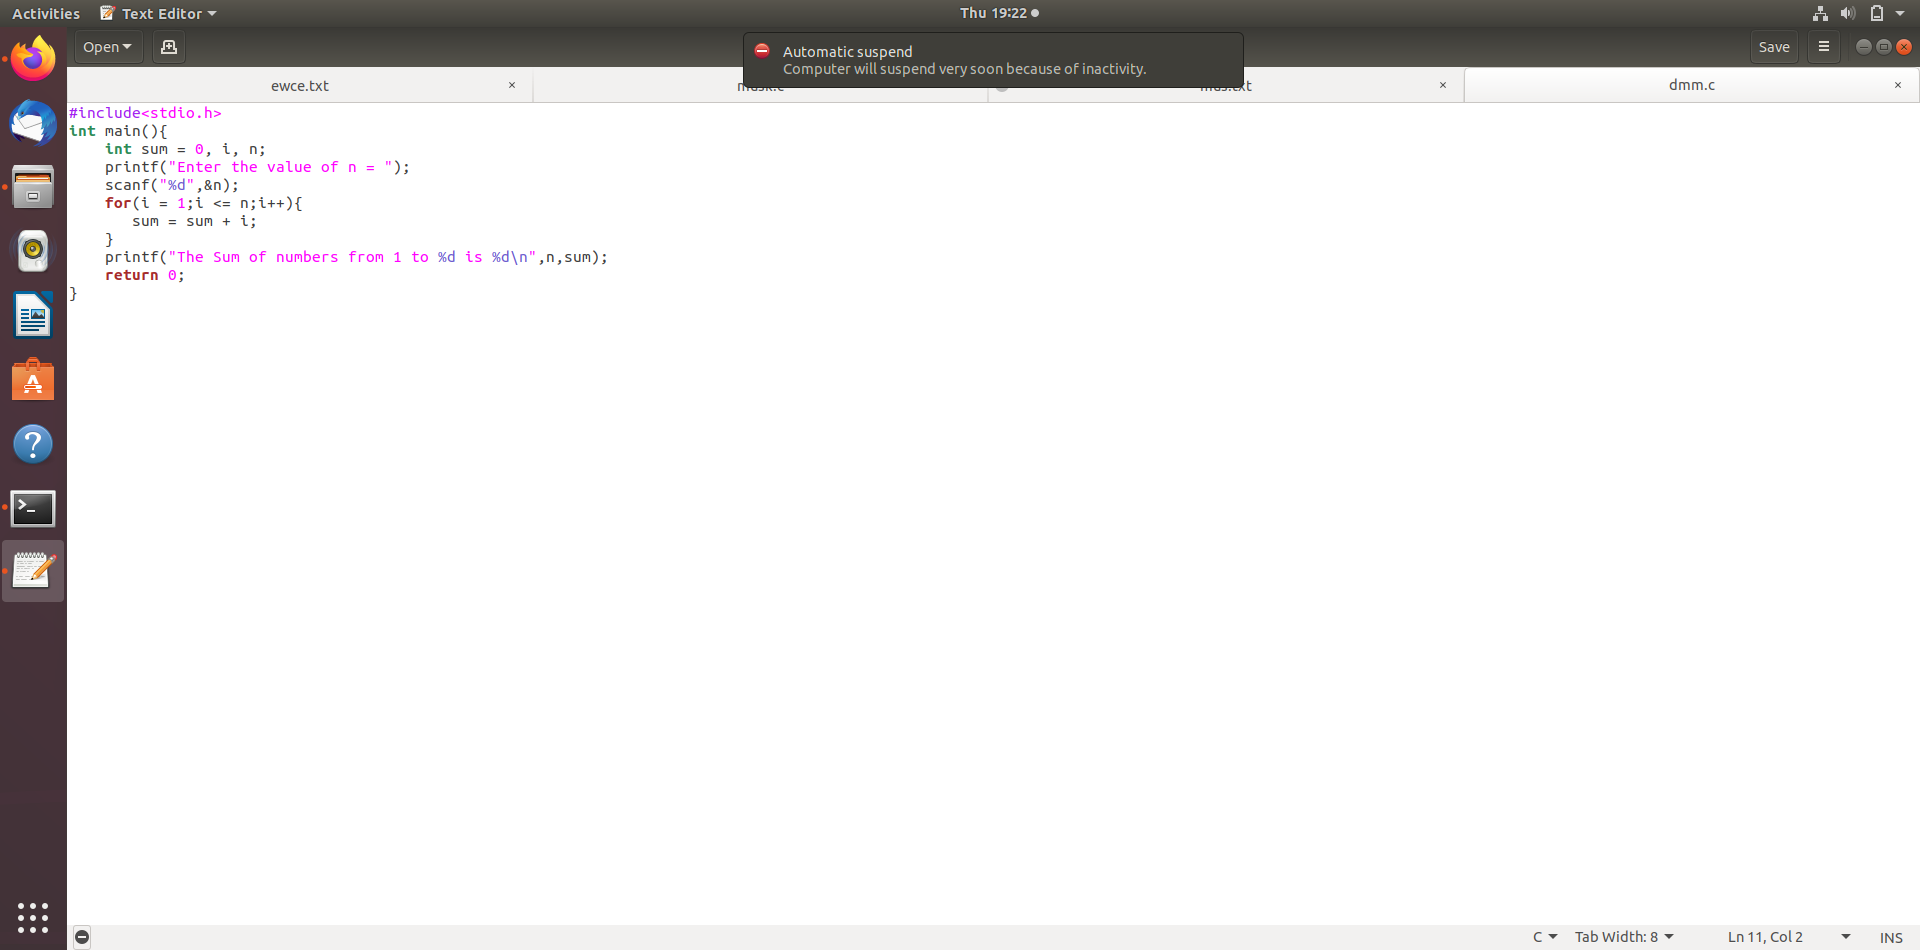 Activities Text Editor Thu 19:22
Open Save
Automatic suspend
Computer will suspend very soon because of inactivity.
ewce.txt dmm.c
#include<stdio.h>
int main(){
    int sum = 0, i, n;
    printf("Enter the value of n = ");
    scanf("%d",&n);
    for(i = 1;i <= n;i++){
       sum = sum + i;
    }
    printf("The Sum of numbers from 1 to %d is %d\n",n,sum);
    return 0;
}
C Tab Width: 8 Ln 11, Col 2 INS